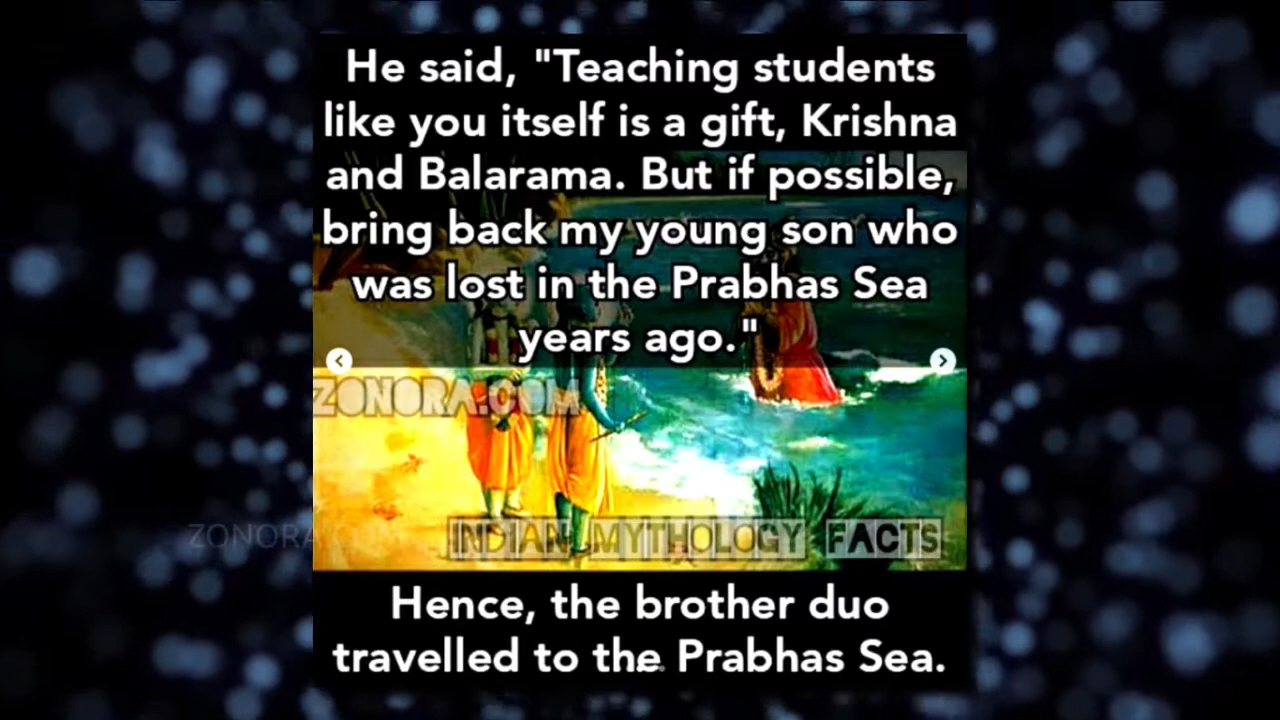 He said, "Teaching students
like you itself is a gift, Krishna
and Balarama. But if possible,
bring back my young son who
was lost in the Prabhas Sea
years ago."
ZONORA.COM
ZONORA.COM
INDIAN MYTHOLOGY FACTS
Hence, the brother duo
travelled to the Prabhas Sea.